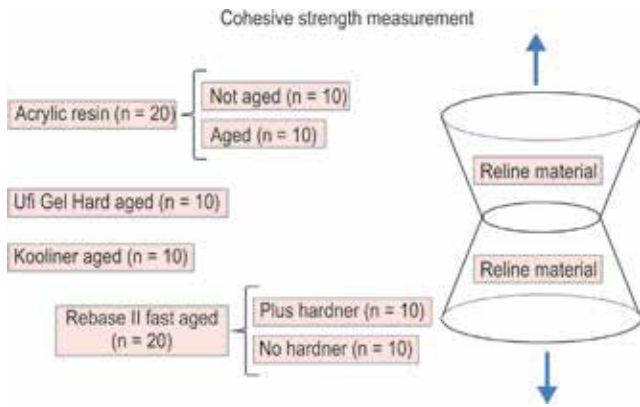 Cohesive strength measurement
Acrylic resin (n = 20)
Not aged (n = 10)
Aged (n = 10)
Ufi Gel Hard aged (n = 10)
Kooliner aged (n = 10)
Rebase II fast aged
(n = 20)
Plus hardner (n = 10)
No hardner (n = 10)
Reline material
Reline material